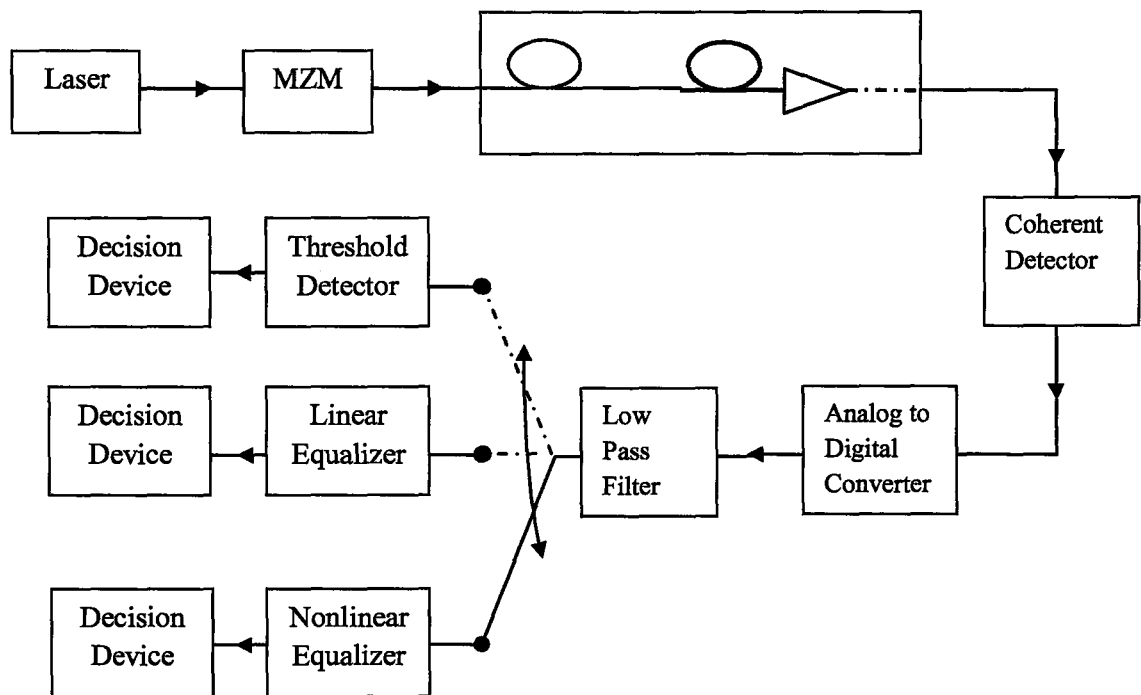 Laser
MZM
Coherent
Detector
Decision
Device
Threshold
Detector
Decision
Device
Linear
Equalizer
Low
Pass
Filter
Analog to
Digital
Converter
Decision
Device
Nonlinear
Equalizer